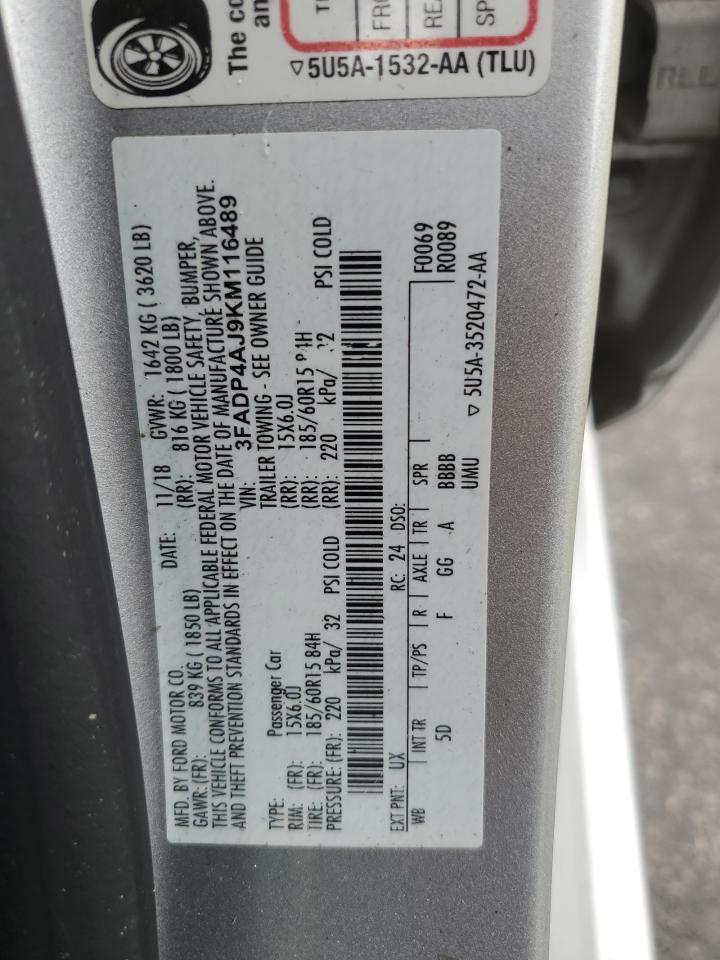 The co
an
TI
FRO
REA
SP
▽5U5A-1532-AA (TLU)
MFD. BY FORD MOTOR CO. DATE: 11/18 GVWR: 1642 KG ( 3620 LB)
GAWR: (FR): 839 KG ( 1850 LB) (RR): 816 KG ( 1800 LB)
THIS VEHICLE CONFORMS TO ALL APPLICABLE FEDERAL MOTOR VEHICLE SAFETY, BUMPER,
AND THEFT PREVENTION STANDARDS IN EFFECT ON THE DATE OF MANUFACTURE SHOWN ABOVE.
VIN: 3FADP4AJ9KM116489
TYPE: Passenger Car TRAILER TOWING - SEE OWNER GUIDE
RIM: (FR): 15X6.0J (RR): 15X6.0J
TIRE: (FR): 185/60R15 84H (RR): 185/60R15 84H
PRESSURE: (FR): 220 kPa/ 32 PSI COLD (RR): 220 kPa/ 32 PSI COLD
EXT PNT: UX RC: 24 DSO: F0069
WB INT TR TP/PS R AXLE TR SPR R0089
5D F GG A BBBB
UMU ▽ 5U5A-3520472-AA